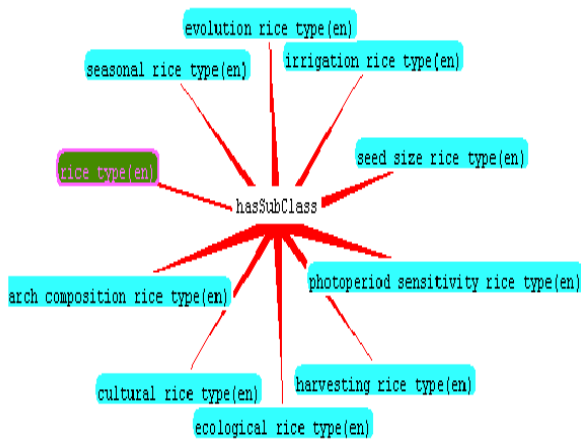 evolution rice type(en)
irrigation rice type(en)
seasonal rice type(en)
seed size rice type(en)
rice type(en)
hasSubClass
photoperiod sensitivity rice type(en)
arch composition rice type(en)
harvesting rice type(en)
cultural rice type(en)
ecological rice type(en)